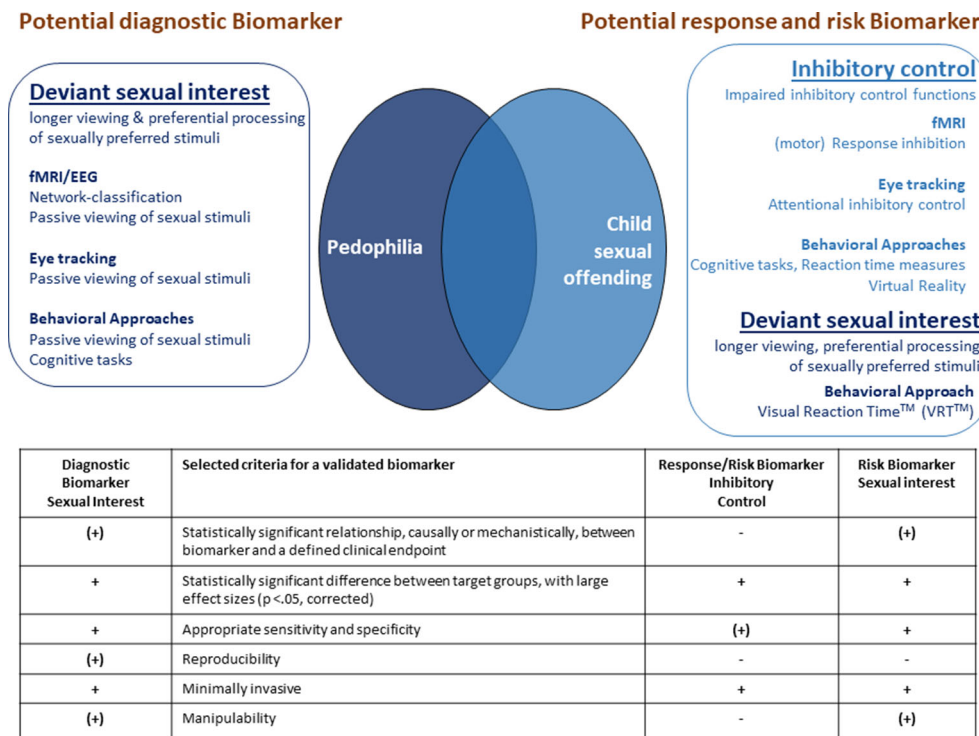 Potential diagnostic Biomarker
Potential response and risk Biomarker
Deviant sexual interest
longer viewing & preferential processing
of sexually preferred stimuli
fMRI/EEG
Network-classification
Passive viewing of sexual stimuli
Eye tracking
Passive viewing of sexual stimuli
Behavioral Approaches
Passive viewing of sexual stimuli
Cognitive tasks
Pedophilia
Child
sexual
offending
Inhibitory control
Impaired inhibitory control functions
fMRI
(motor) Response inhibition
Eye tracking
Attentional inhibitory control
Behavioral Approaches
Cognitive tasks, Reaction time measures
Virtual Reality
Deviant sexual interest
longer viewing, preferential processing
of sexually preferred stimuli
Behavioral Approach
Visual Reaction Time™ (VRT™)
Diagnostic
Biomarker
Sexual Interest
Selected criteria for a validated biomarker
Response/Risk Biomarker
Inhibitory
Control
Risk Biomarker
Sexual interest
(+)
Statistically significant relationship, causally or mechanistically, between
biomarker and a defined clinical endpoint
-
(+)
+
Statistically significant difference between target groups, with large
effect sizes (p <.05, corrected)
+
+
+
Appropriate sensitivity and specificity
(+)
+
(+)
Reproducibility
-
-
+
Minimally invasive
+
+
(+)
Manipulability
-
(+)